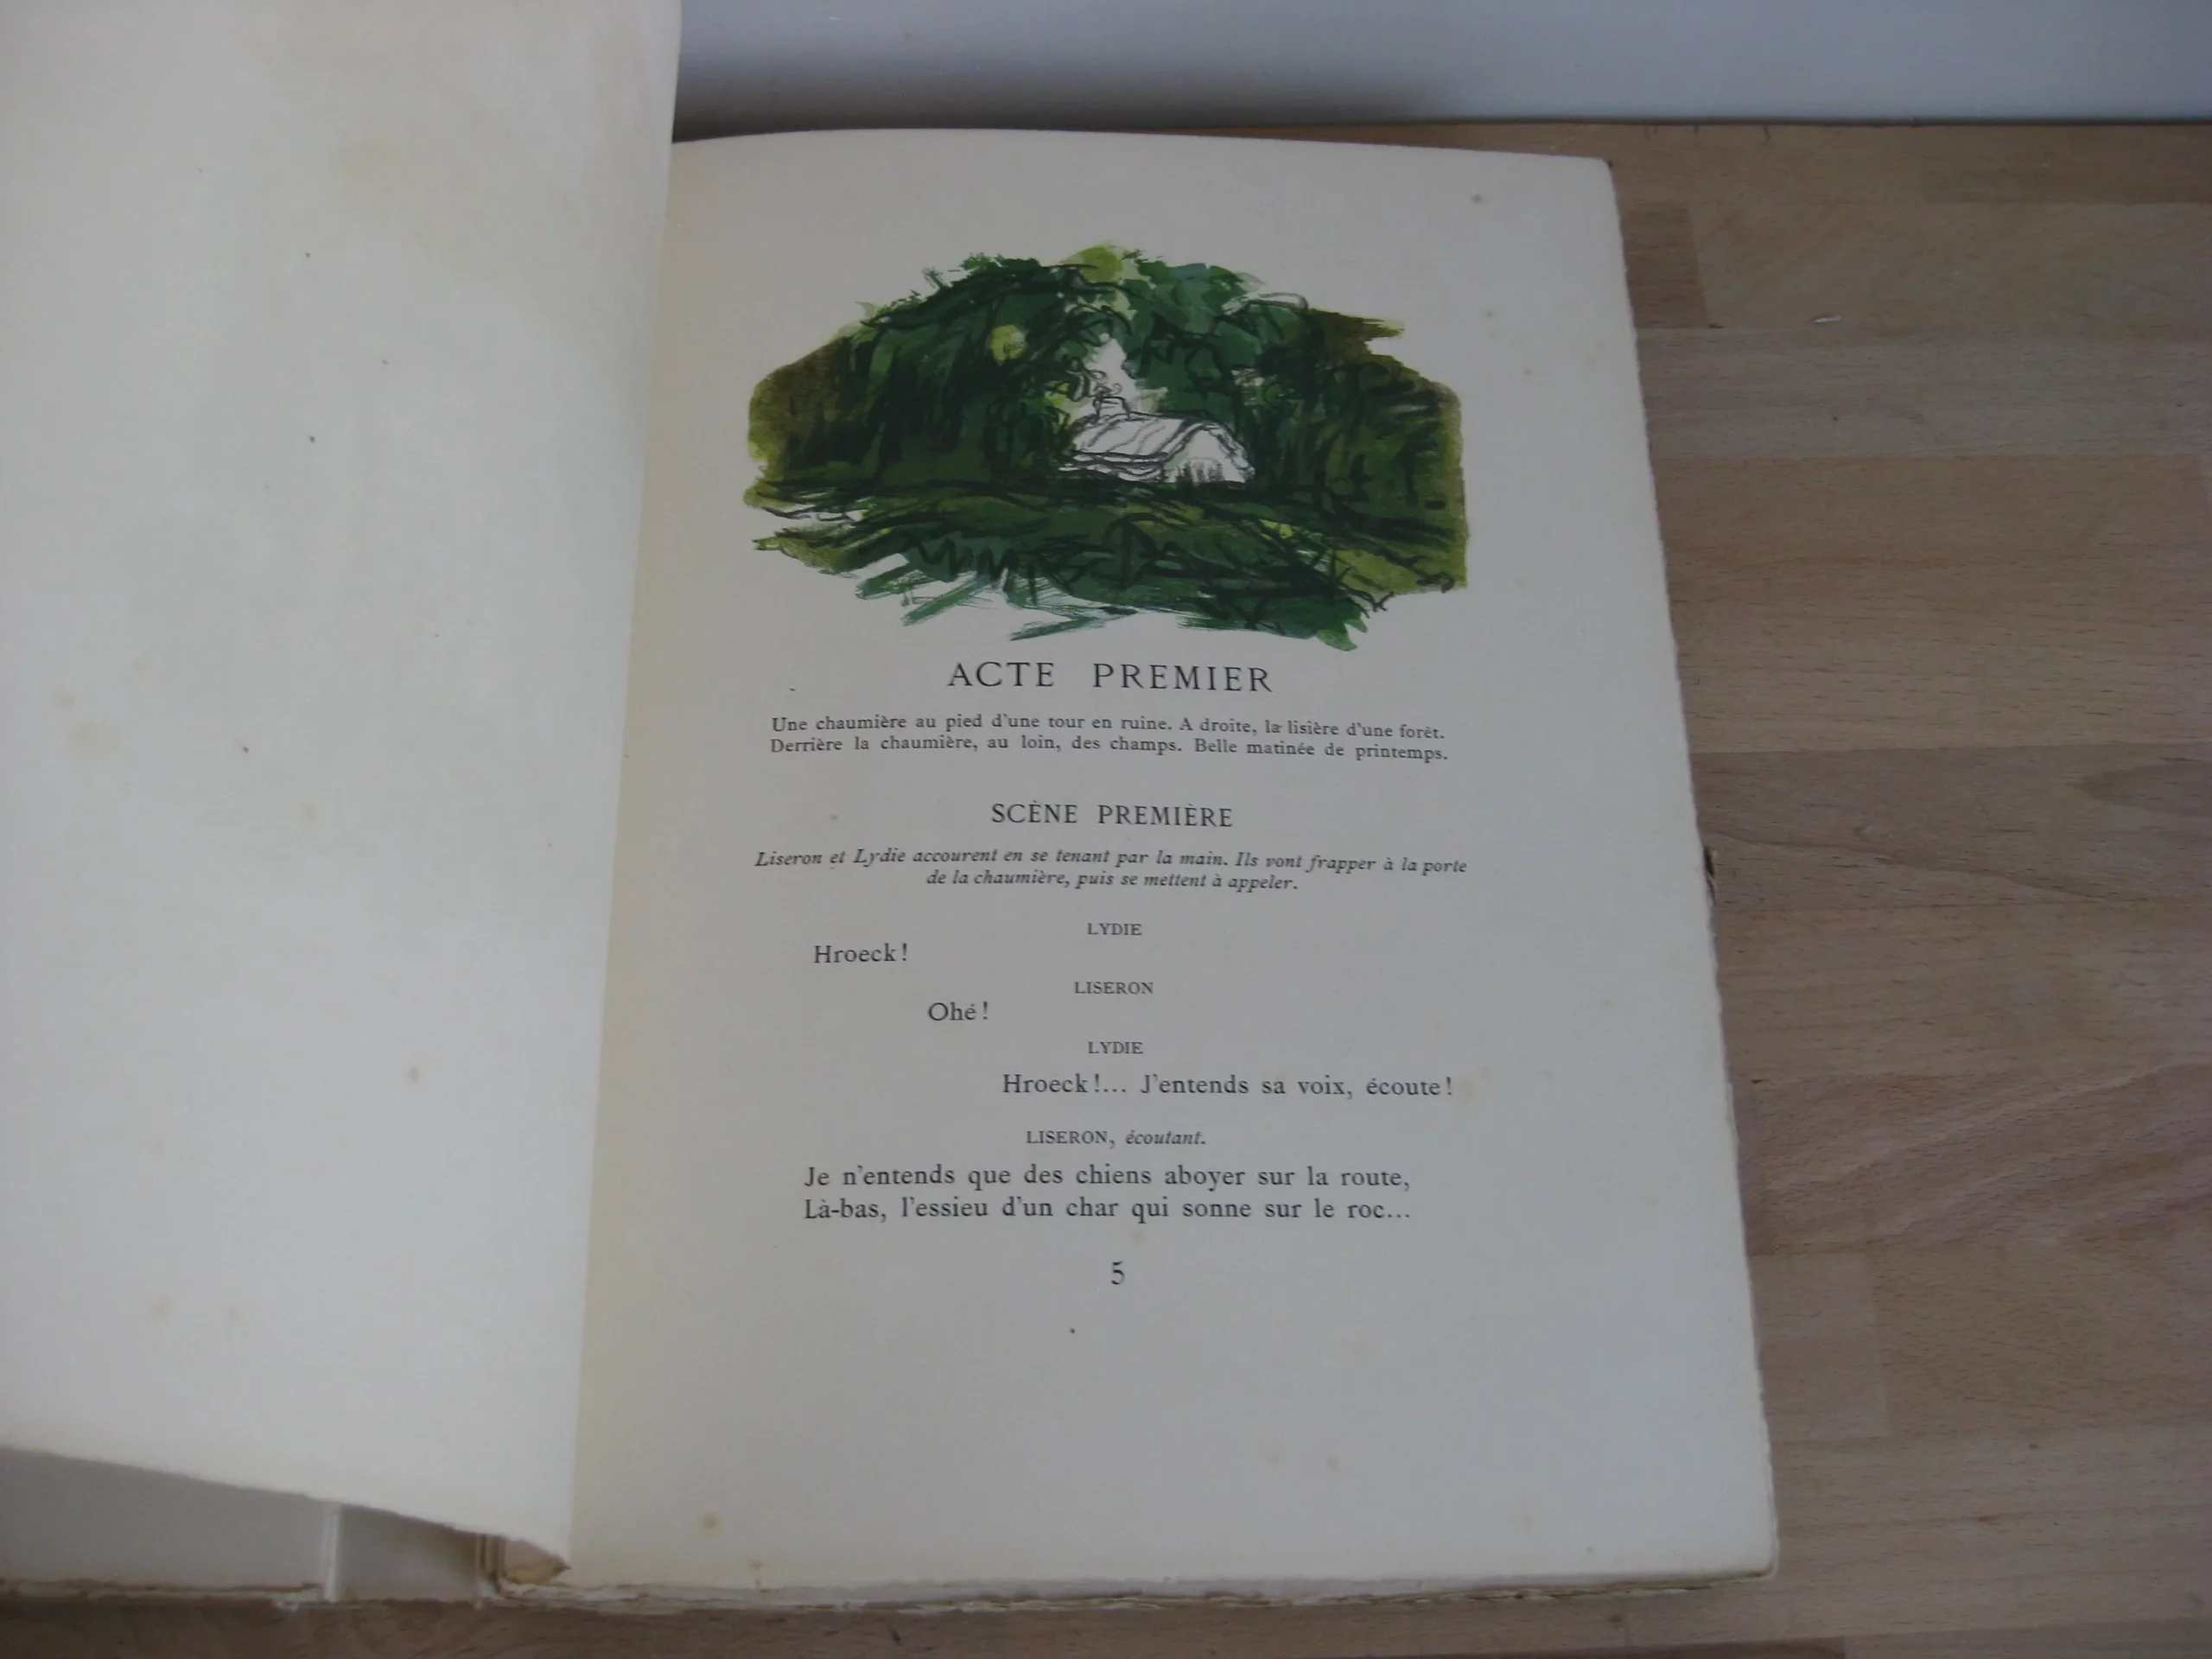 ACTE PREMIER
Une chaumière au pied d'une tour en ruine. A droite, la lisière d'une forêt.
Derrière la chaumière, au loin, des champs. Belle matinée de printemps.
SCÈNE PREMIÈRE
Liseron et Lydie accourent en se tenant par la main. Ils vont frapper à la porte
de la chaumière, puis se mettent à appeler.
LYDIE
Hroeck !
LISERON
Ohé !
LYDIE
Hroeck !... J'entends sa voix, écoute !
LISERON, écoutant.
Je n'entends que des chiens aboyer sur la route,
Là-bas, l'essieu d'un char qui sonne sur le roc...
5